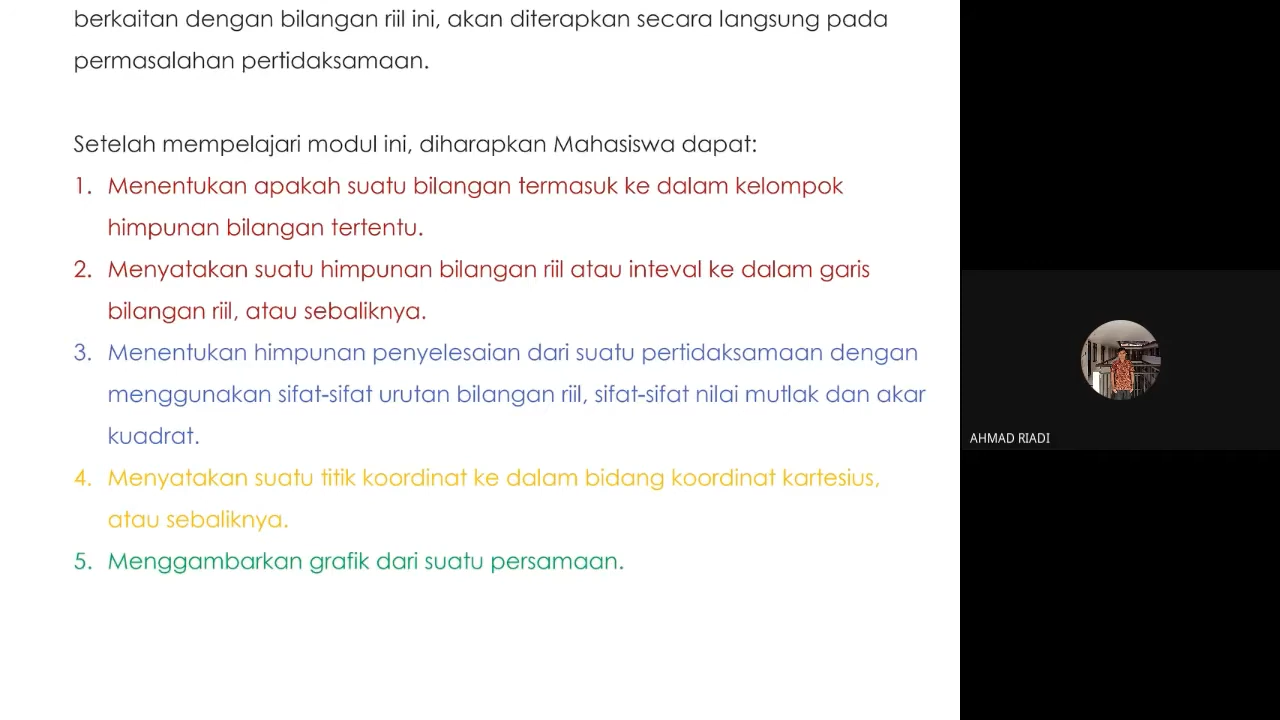 berkaitan dengan bilangan riil ini, akan diterapkan secara langsung pada
permasalahan pertidaksamaan.
Setelah mempelajari modul ini, diharapkan Mahasiswa dapat:
1. Menentukan apakah suatu bilangan termasuk ke dalam kelompok
himpunan bilangan tertentu.
2. Menyatakan suatu himpunan bilangan riil atau inteval ke dalam garis
bilangan riil, atau sebaliknya.
3. Menentukan himpunan penyelesaian dari suatu pertidaksamaan dengan
menggunakan sifat-sifat urutan bilangan riil, sifat-sifat nilai mutlak dan akar
kuadrat.
4. Menyatakan suatu titik koordinat ke dalam bidang koordinat kartesius,
atau sebaliknya.
5. Menggambarkan grafik dari suatu persamaan.
AHMAD RIADI